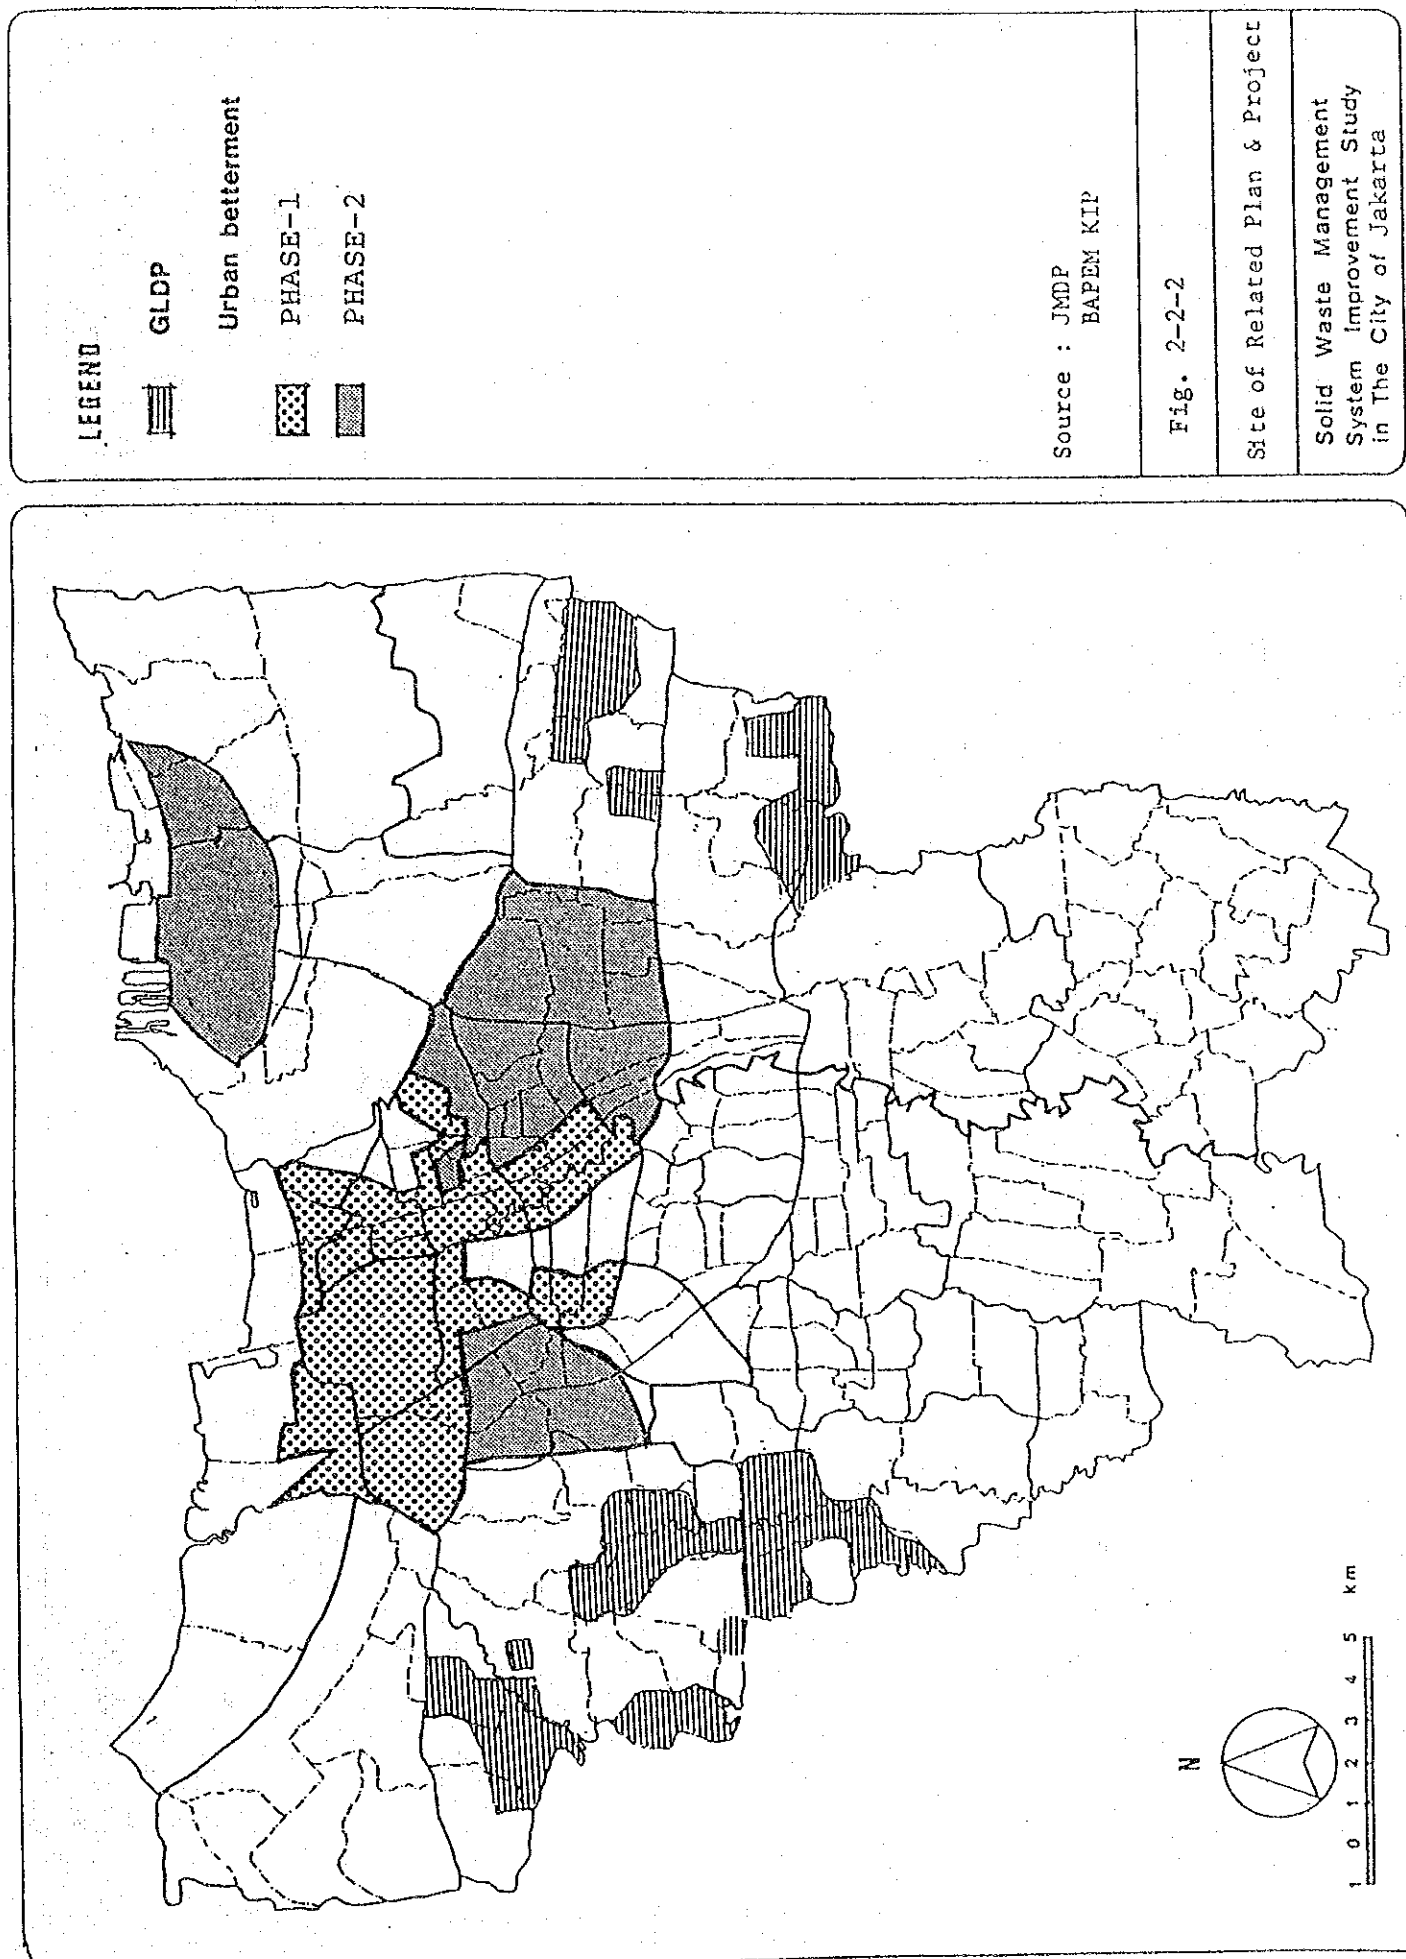 LEGEND
GLDP
Urban betterment
PHASE-1
PHASE-2
Source : JMDP
BAPEM KIP
Fig. 2-2-2
Site of Related Plan & Project
Solid Waste Management
System Improvement Study
in The City of Jakarta
N
1 0 1 2 3 4 5 km